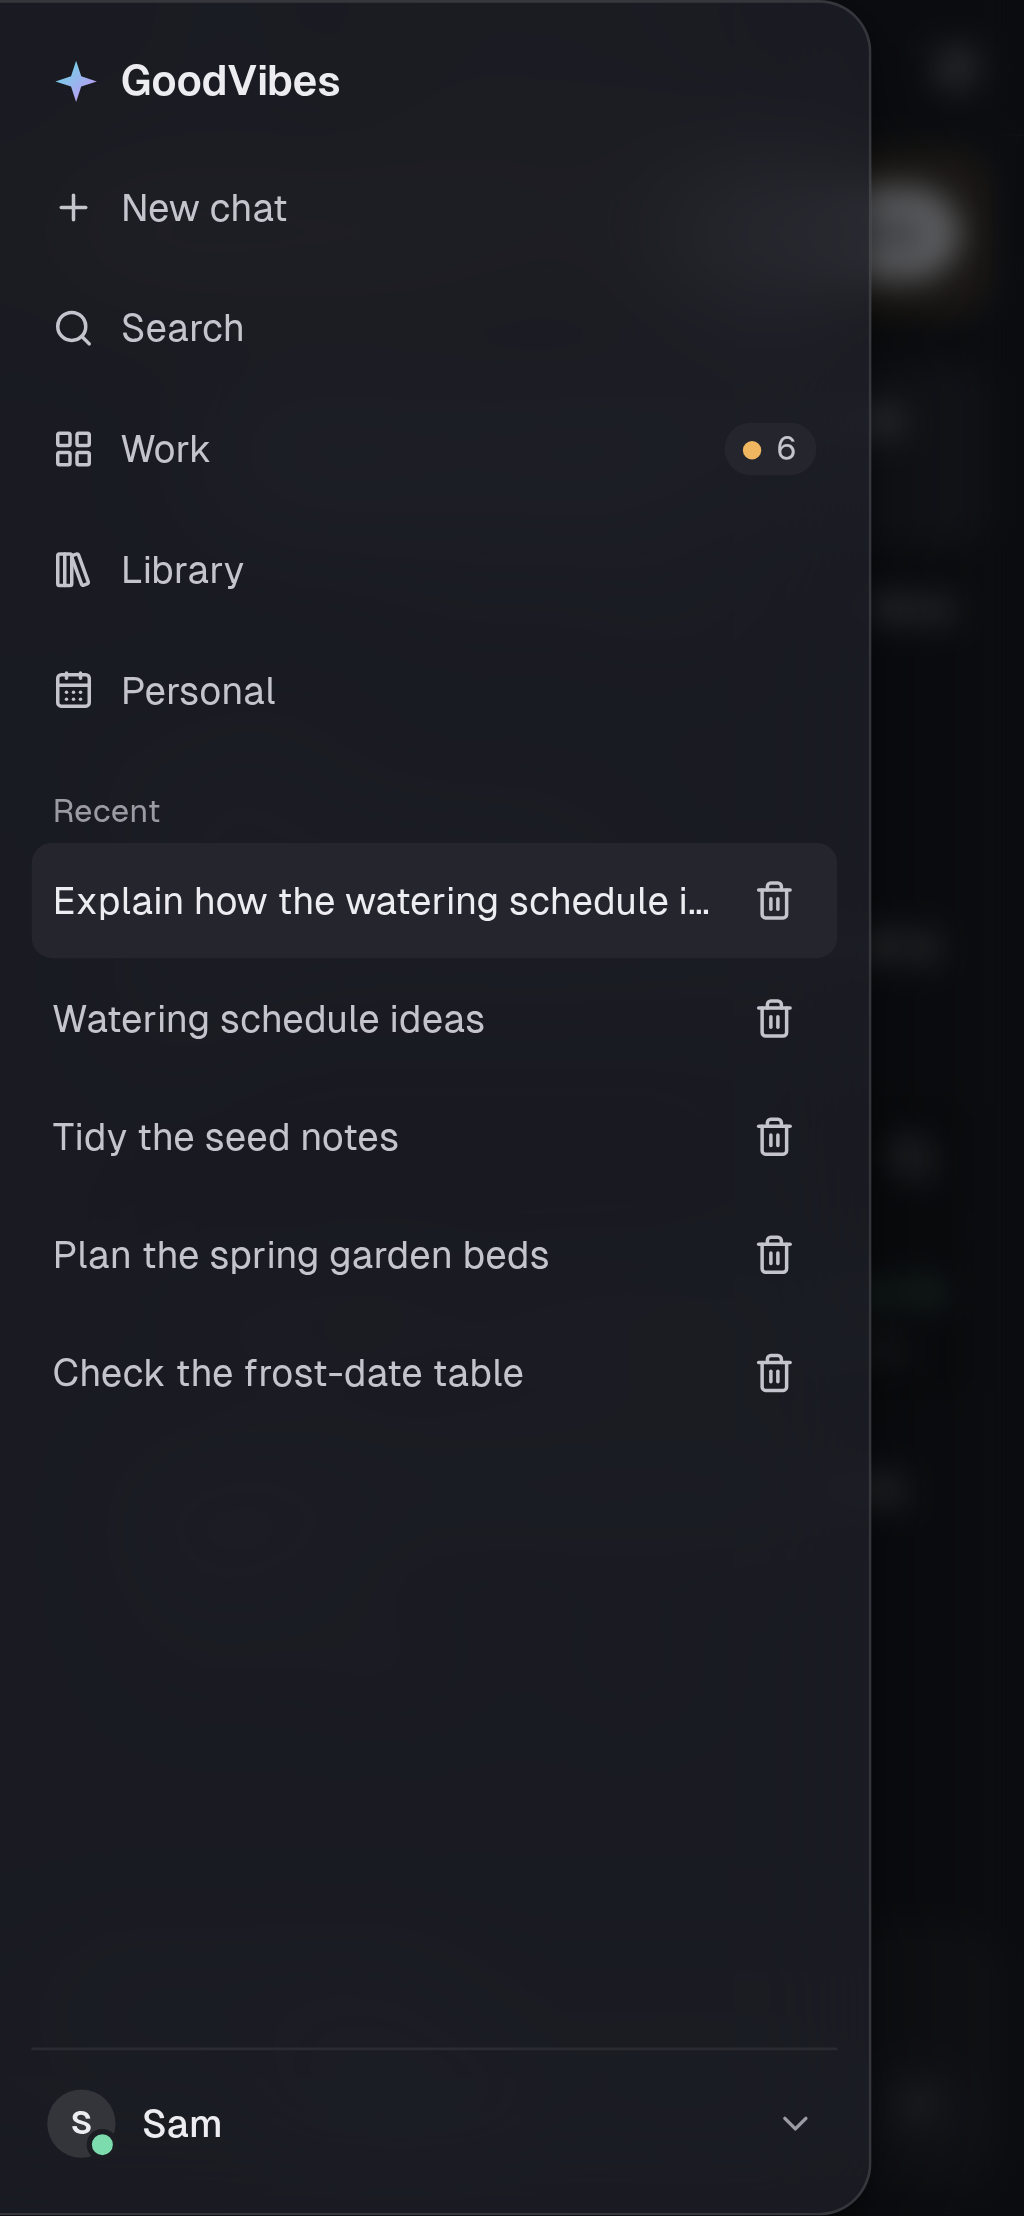 GoodVibes
New chat
Search
Work
6
Library
Personal
Recent
Explain how the watering schedule i...
Watering schedule ideas
Tidy the seed notes
Plan the spring garden beds
Check the frost-date table
S
Sam